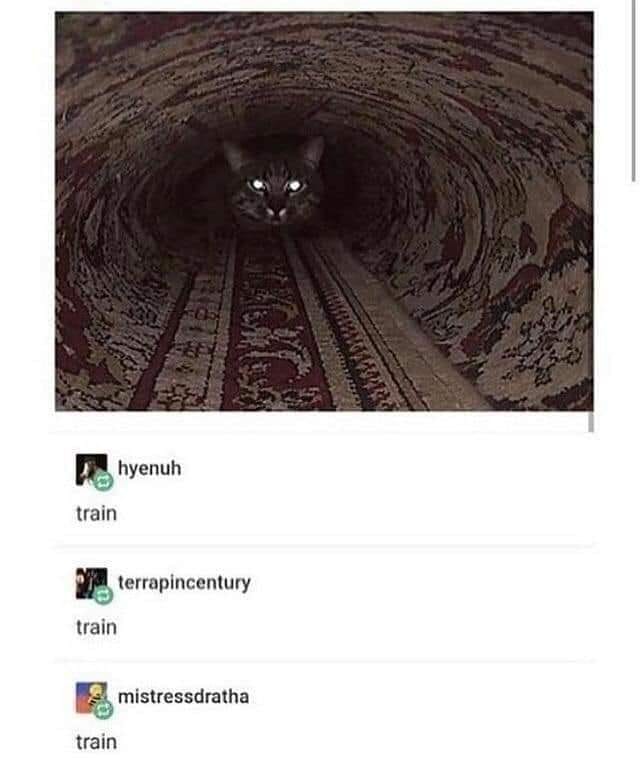 hyenuh
train
terrapincentury
train
mistressdratha
train